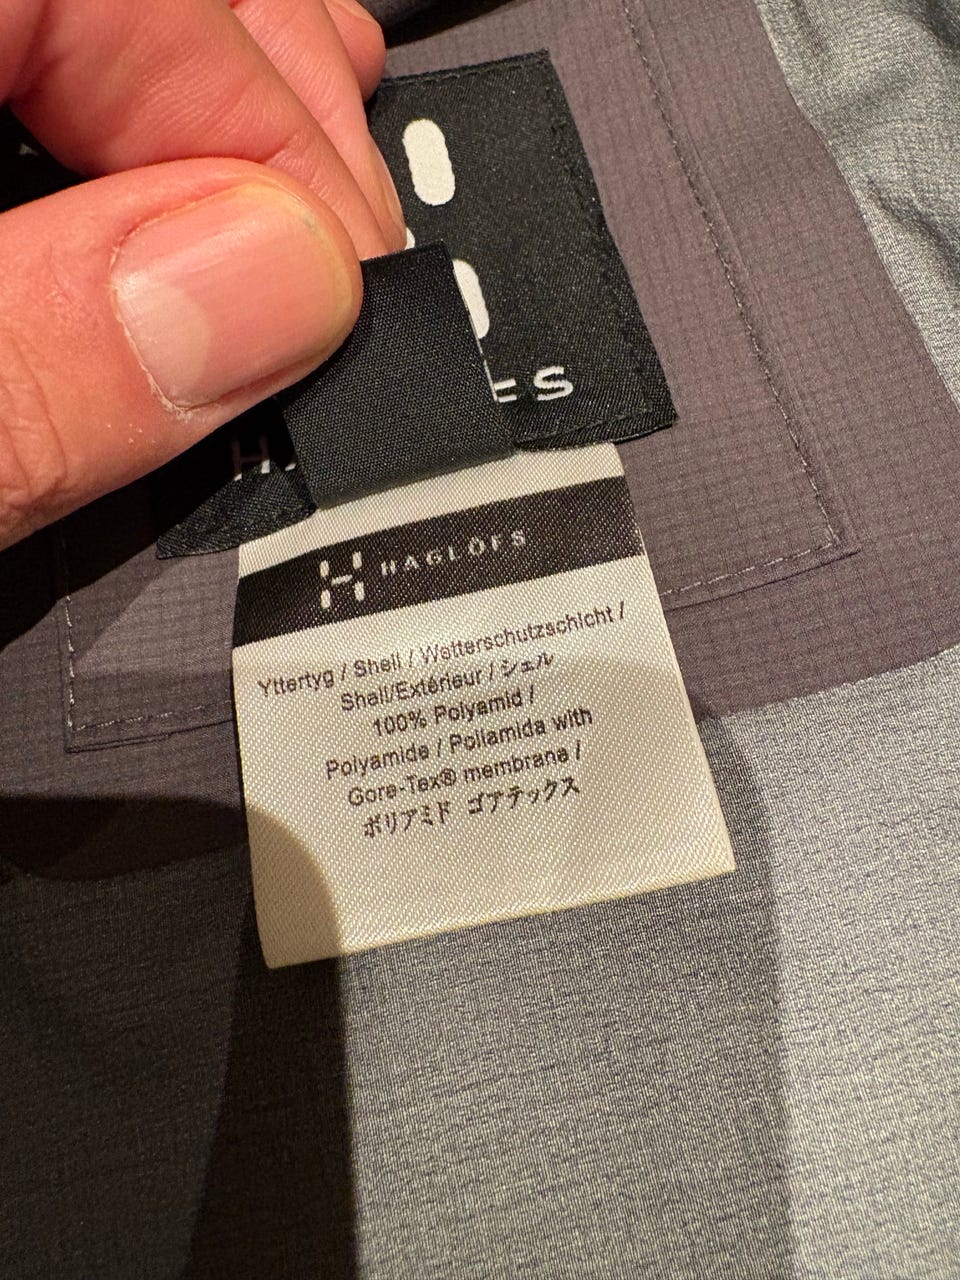 HAGLÖFS
Yttertyg / Shell / Wetterschutzschicht /
Shell/Extérieur / シェル
100% Polyamid /
Polyamide / Poliamida with
Gore-Tex® membrane /
ポリアミド ゴアテックス